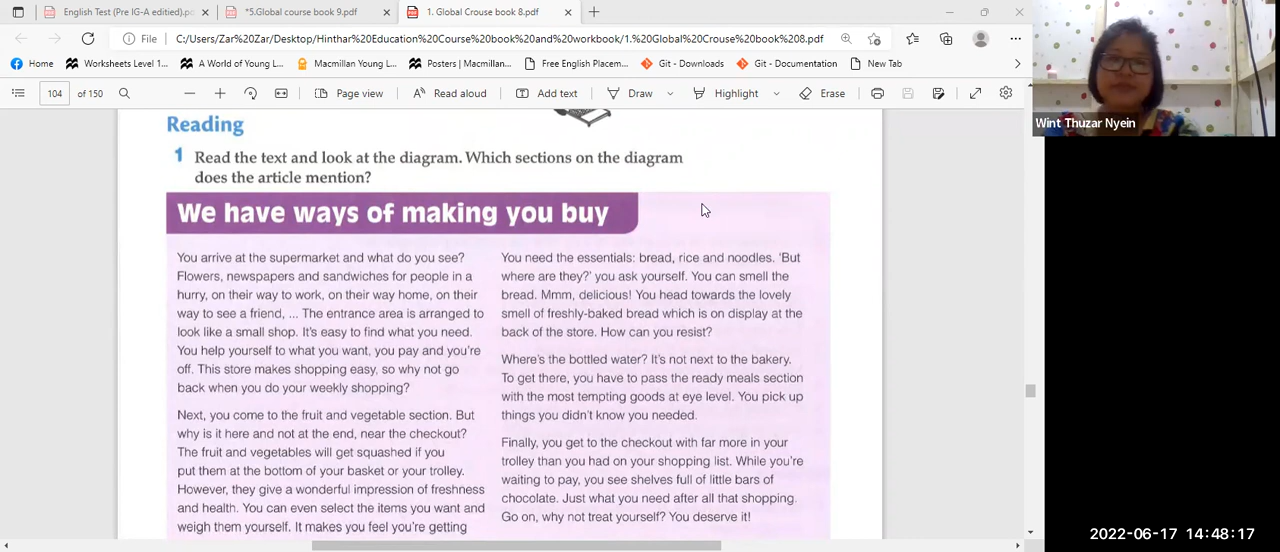 English Test (Pre IG-A editied).pd
*5.Global course book 9.pdf
1. Global Crouse book 8.pdf
File
C:/Users/Zar%20Zar/Desktop/Hinthar%20Education%20Course%20book%20and%20workbook/1.%20Global%20Crouse%20book%208.pdf
Home
Worksheets Level 1...
A World of Young L...
Macmillan Young L...
Posters | Macmillan...
Free English Placem...
Git - Downloads
Git - Documentation
New Tab
104 of 150
Page view
Read aloud
Add text
Draw
Highlight
Erase
Wint Thuzar Nyein
Reading
1 Read the text and look at the diagram. Which sections on the diagram
does the article mention?
We have ways of making you buy
You arrive at the supermarket and what do you see?
Flowers, newspapers and sandwiches for people in a
hurry, on their way to work, on their way home, on their
way to see a friend, ... The entrance area is arranged to
look like a small shop. It's easy to find what you need.
You help yourself to what you want, you pay and you're
off. This store makes shopping easy, so why not go
back when you do your weekly shopping?
Next, you come to the fruit and vegetable section. But
why is it here and not at the end, near the checkout?
The fruit and vegetables will get squashed if you
put them at the bottom of your basket or your trolley.
However, they give a wonderful impression of freshness
and health. You can even select the items you want and
weigh them yourself. It makes you feel you're getting
You need the essentials: bread, rice and noodles. 'But
where are they?' you ask yourself. You can smell the
bread. Mmm, delicious! You head towards the lovely
smell of freshly-baked bread which is on display at the
back of the store. How can you resist?
Where's the bottled water? It's not next to the bakery.
To get there, you have to pass the ready meals section
with the most tempting goods at eye level. You pick up
things you didn't know you needed.
Finally, you get to the checkout with far more in your
trolley than you had on your shopping list. While you're
waiting to pay, you see shelves full of little bars of
chocolate. Just what you need after all that shopping.
Go on, why not treat yourself? You deserve it!
2022-06-17 14:48:17